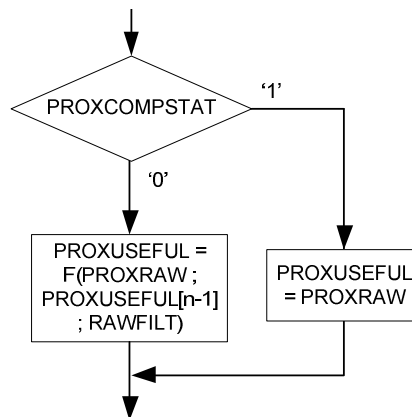 PROXCOMPSTAT
‘1’
‘0’
PROXUSEFUL =
F(PROXRAW ;
PROXUSEFUL[n-1]
; RAWFILT)
PROXUSEFUL
= PROXRAW